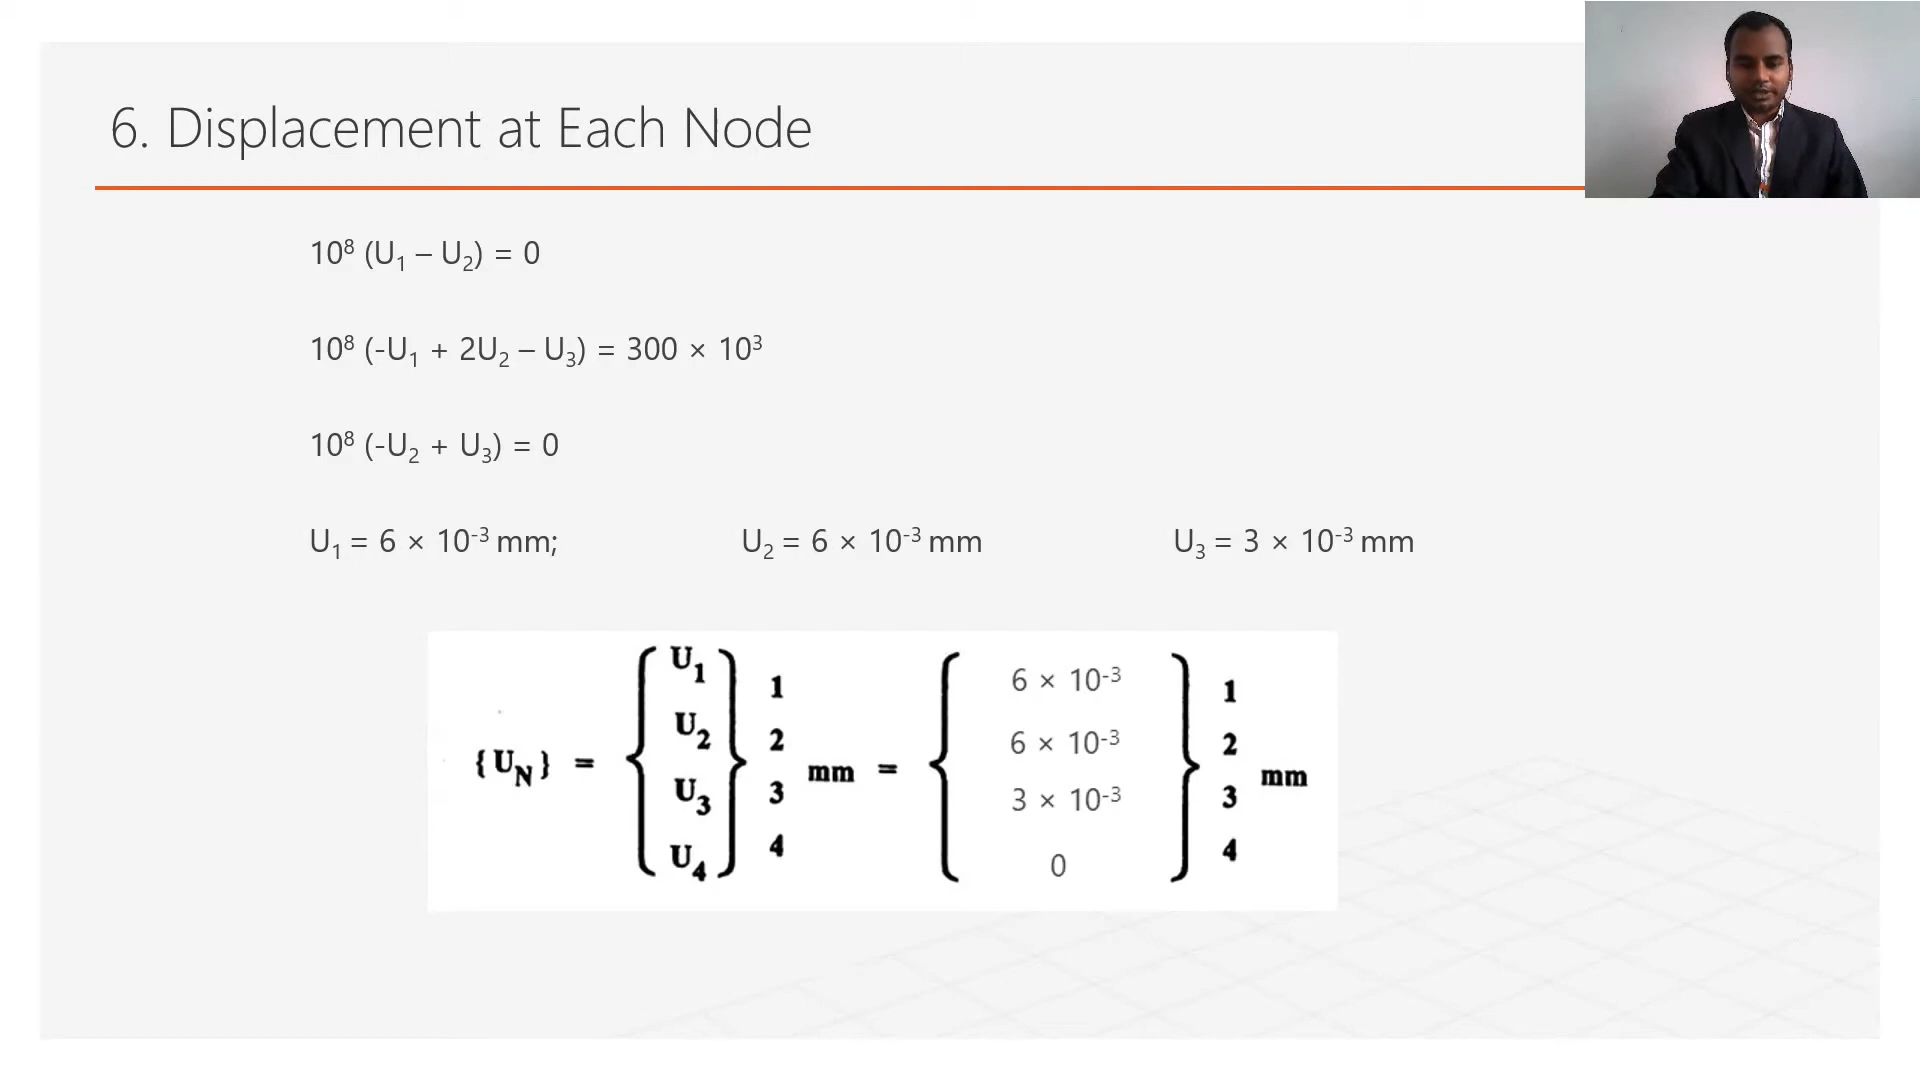 6. Displacement at Each Node
10⁸ (U₁ – U₂) = 0
10⁸ (-U₁ + 2U₂ – U₃) = 300 × 10³
10⁸ (-U₂ + U₃) = 0
U₁ = 6 × 10⁻³ mm; U₂ = 6 × 10⁻³ mm U₃ = 3 × 10⁻³ mm
U₁ 1 6 × 10⁻³ 1
U₂ 2 6 × 10⁻³ 2
{U_N} = mm = mm
U₃ 3 3 × 10⁻³ 3
U₄ 4 0 4